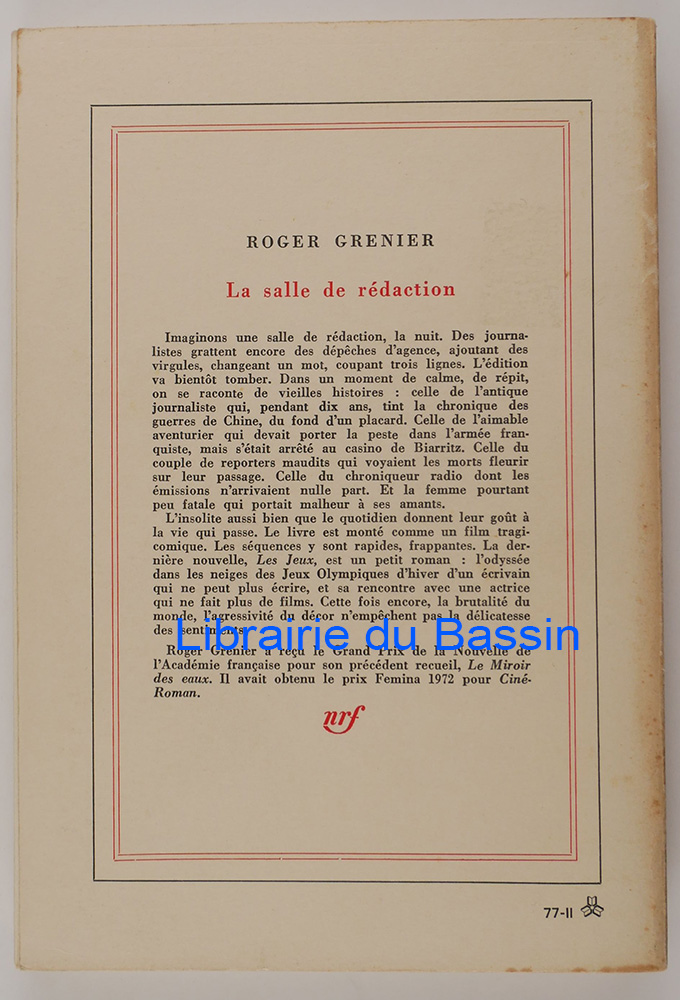 ROGER GRENIER
La salle de rédaction
Imaginons une salle de rédaction, la nuit. Des journa-
listes grattent encore des dépêches d'agence, ajoutant des
virgules, changeant un mot, coupant trois lignes. L'édition
va bientôt tomber. Dans un moment de calme, de répit,
on se raconte de vieilles histoires : celle de l'antique
journaliste qui, pendant dix ans, tint la chronique des
guerres de Chine, du fond d'un placard. Celle de l'aimable
aventurier qui devait porter la peste dans l'armée fran-
quiste, mais s'était arrêté au casino de Biarritz. Celle du
couple de reporters maudits qui voyaient les morts fleurir
sur leur passage. Celle du chroniqueur radio dont les
émissions n'arrivaient nulle part. Et la femme pourtant
peu fatale qui portait malheur à ses amants.
L'insolite aussi bien que le quotidien donnent leur goût à
la vie qui passe. Le livre est monté comme un film tragi-
comique. Les séquences y sont rapides, frappantes. La der-
nière nouvelle, Les Jeux, est un petit roman : l'odyssée
dans les neiges des Jeux Olympiques d'hiver d'un écrivain
qui ne peut plus écrire, et sa rencontre avec une actrice
qui ne fait plus de films. Cette fois encore, la brutalité du
monde, l'agressivité du décor n'empêchent pas la délicatesse
des sentiments.
Librairie du Bassin
Roger Grenier a reçu le Grand Prix de la Nouvelle de
l'Académie française pour son précédent recueil, Le Miroir
des eaux. Il avait obtenu le prix Femina 1972 pour Ciné-
Roman.
nrf
77-II